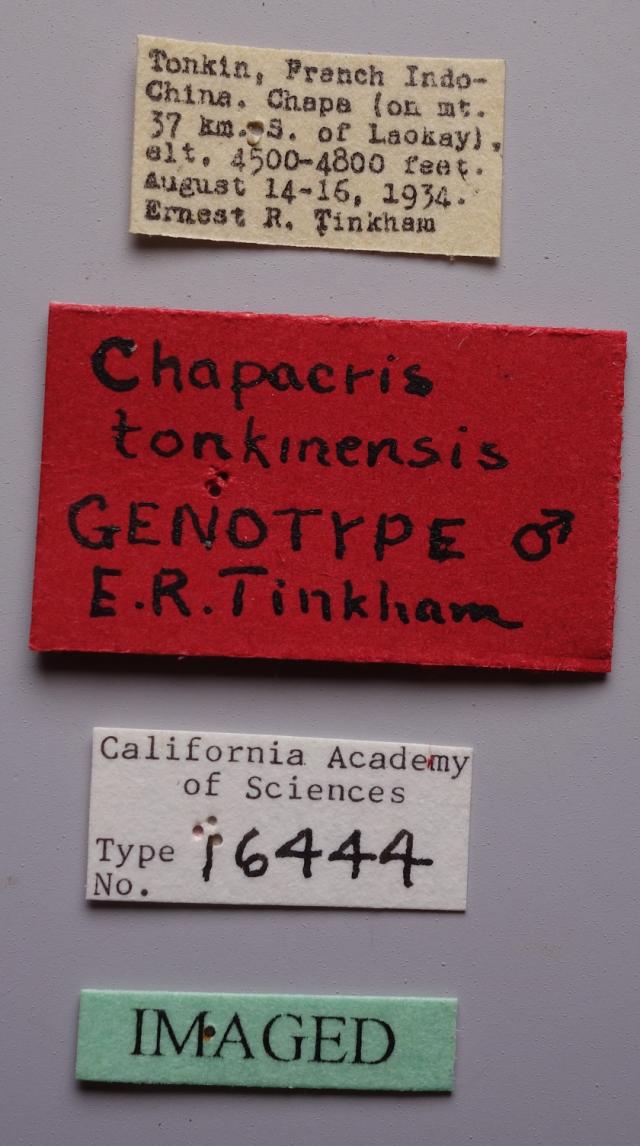 Tonkin, French Indo-
China. Chapa (on mt.
37 km. S. of Laokay),
alt. 4500-4800 feet.
August 14-16, 1934.
Ernest R. Tinkham
Chapacris
tonkinensis
GENOTYPE ♂
E.R.Tinkham
California Academy
of Sciences
Type 16444
No.
IMAGED